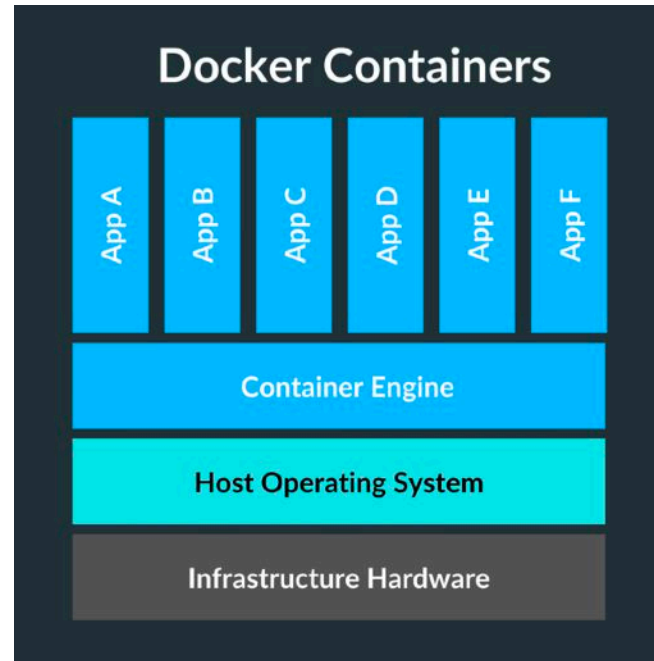 Docker Containers
App A
App B
App C
App D
App E
App F
Container Engine
Host Operating System
Infrastructure Hardware